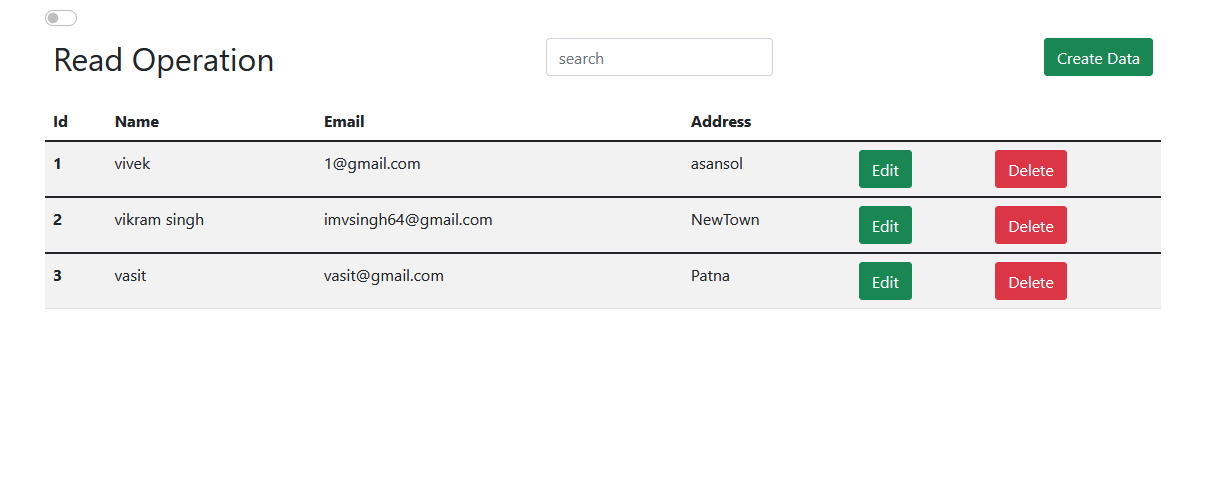 Read Operation search Create Data
Id Name Email Address
1 vivek 1@gmail.com asansol Edit Delete
2 vikram singh imvsingh64@gmail.com NewTown Edit Delete
3 vasit vasit@gmail.com Patna Edit Delete